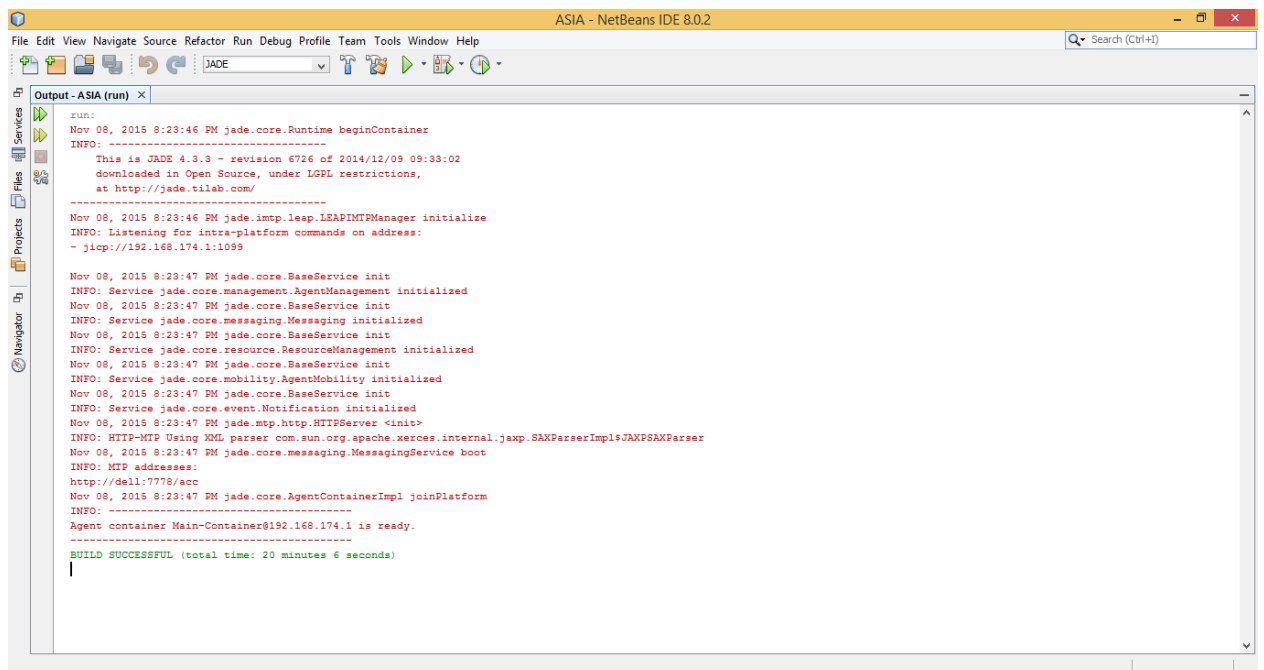 ASIA - NetBeans IDE 8.0.2
File Edit View Navigate Source Refactor Run Debug Profile Team Tools Window Help
Search (Ctrl+I)
JADE
Output - ASIA (run)
Services
Files
Projects
Navigator
run:
Nov 08, 2015 8:23:46 PM jade.core.Runtime beginContainer
INFO: ----------------------------------
This is JADE 4.3.3 - revision 6726 of 2014/12/09 09:33:02
downloaded in Open Source, under LGPL restrictions,
at http://jade.tilab.com/
----------------------------------------
Nov 08, 2015 8:23:46 PM jade.imtp.leap.LEAPIMTPManager initialize
INFO: Listening for intra-platform commands on address:
- jicp://192.168.174.1:1099
Nov 08, 2015 8:23:47 PM jade.core.BaseService init
INFO: Service jade.core.management.AgentManagement initialized
Nov 08, 2015 8:23:47 PM jade.core.BaseService init
INFO: Service jade.core.messaging.Messaging initialized
Nov 08, 2015 8:23:47 PM jade.core.BaseService init
INFO: Service jade.core.resource.ResourceManagement initialized
Nov 08, 2015 8:23:47 PM jade.core.BaseService init
INFO: Service jade.core.mobility.AgentMobility initialized
Nov 08, 2015 8:23:47 PM jade.core.BaseService init
INFO: Service jade.core.event.Notification initialized
Nov 08, 2015 8:23:47 PM jade.mtp.http.HTTPServer <init>
INFO: HTTP-MTP Using XML parser com.sun.org.apache.xerces.internal.jaxp.SAXParserImpl$JAXPSAXParser
Nov 08, 2015 8:23:47 PM jade.core.messaging.MessagingService boot
INFO: MTP addresses:
http://dell:7778/acc
Nov 08, 2015 8:23:47 PM jade.core.AgentContainerImpl joinPlatform
INFO: --------------------------------------
Agent container Main-Container@192.168.174.1 is ready.
--------------------------------------------
BUILD SUCCESSFUL (total time: 20 minutes 6 seconds)